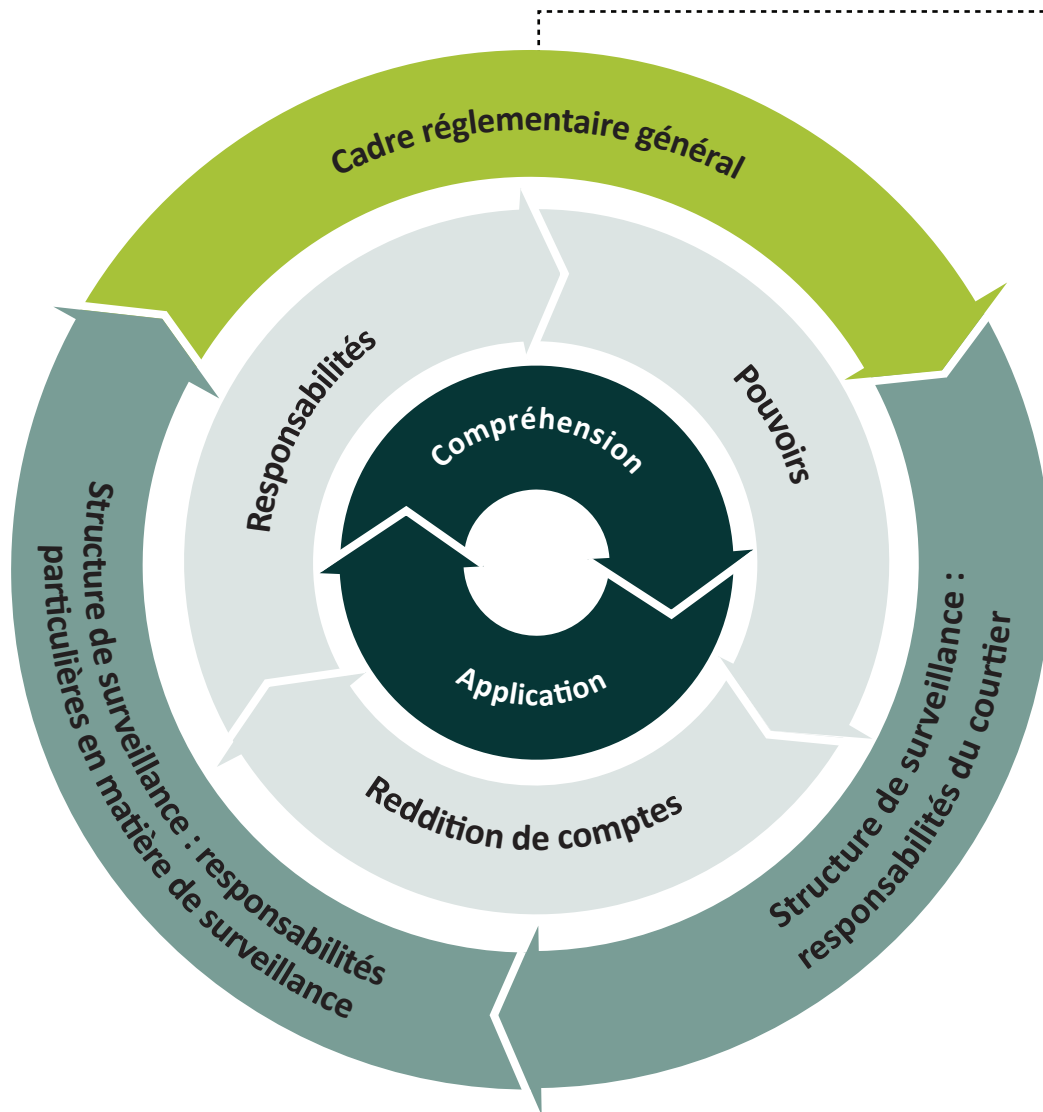 Cadre réglementaire général
Responsabilités
Pouvoirs
Compréhension
Application
Reddition de comptes
Structure de surveillance :
responsabilités du courtier
Structure de surveillance : responsabilités
particulières en matière de surveillance